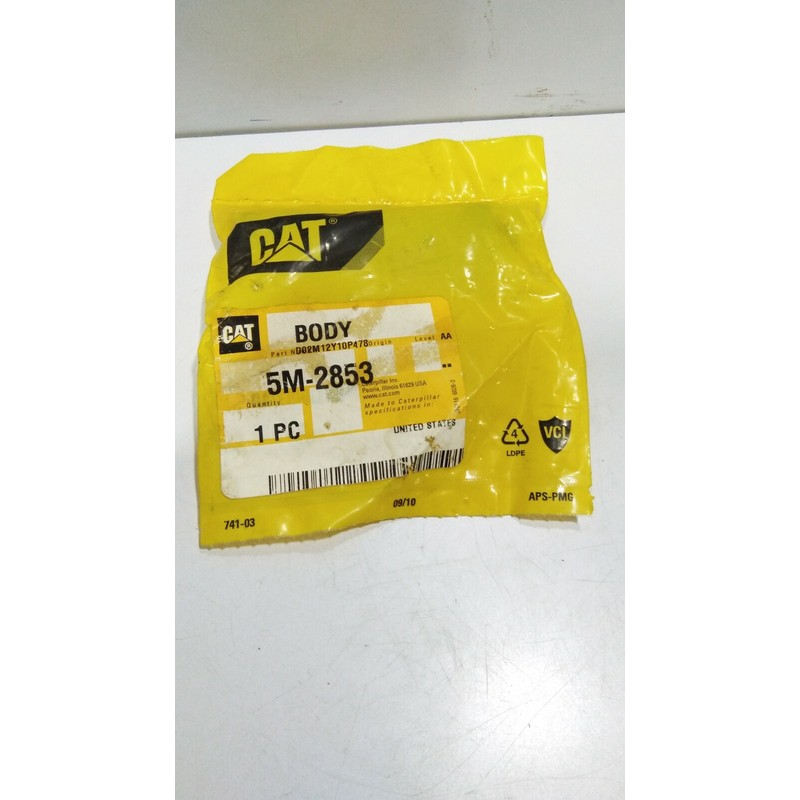 CAT®
CAT
BODY
Part N D02M12Y10P478 Origin Level AA
5M-2853
Caterpillar Inc.
Peoria, Illinois 61629 USA
www.cat.com
Quantity
Made to Caterpillar
specifications in:
1 PC
UNITED STATES
4
LDPE
VCI
741-03
09/10
APS-PMG